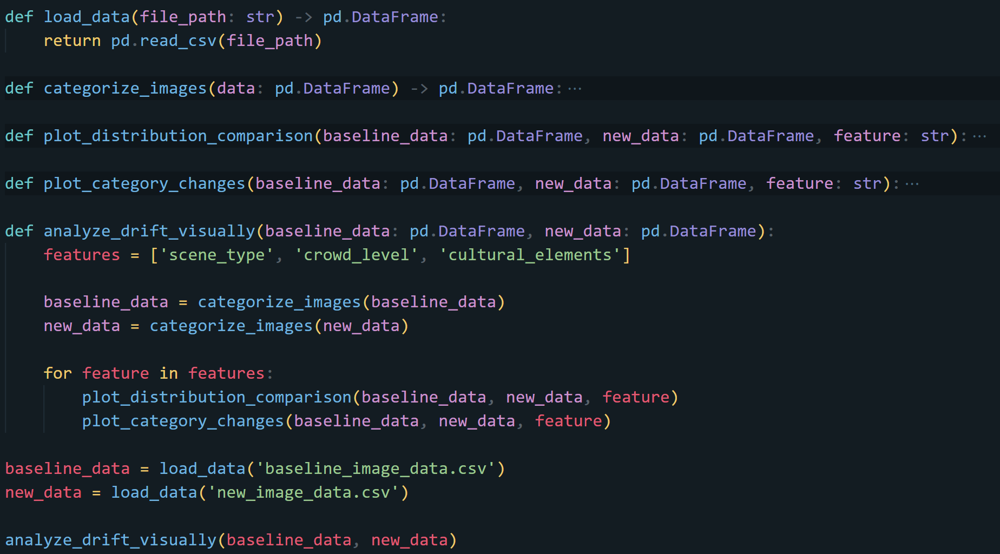 def load_data(file_path: str) -> pd.DataFrame:
    return pd.read_csv(file_path)

def categorize_images(data: pd.DataFrame) -> pd.DataFrame:···

def plot_distribution_comparison(baseline_data: pd.DataFrame, new_data: pd.DataFrame, feature: str):···

def plot_category_changes(baseline_data: pd.DataFrame, new_data: pd.DataFrame, feature: str):···

def analyze_drift_visually(baseline_data: pd.DataFrame, new_data: pd.DataFrame):
    features = ['scene_type', 'crowd_level', 'cultural_elements']

    baseline_data = categorize_images(baseline_data)
    new_data = categorize_images(new_data)

    for feature in features:
        plot_distribution_comparison(baseline_data, new_data, feature)
        plot_category_changes(baseline_data, new_data, feature)

baseline_data = load_data('baseline_image_data.csv')
new_data = load_data('new_image_data.csv')

analyze_drift_visually(baseline_data, new_data)